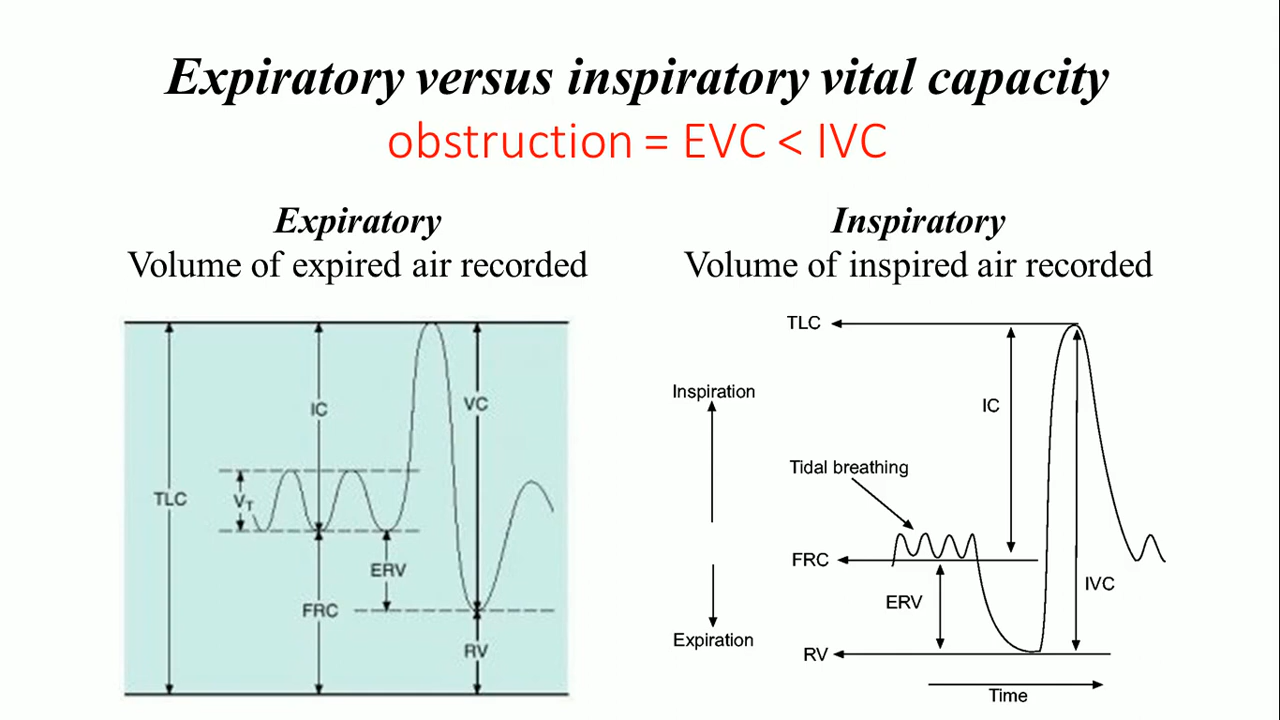 Expiratory versus inspiratory vital capacity
obstruction = EVC < IVC
Expiratory
Volume of expired air recorded
TLC
IC
VC
VT
ERV
FRC
RV
Inspiratory
Volume of inspired air recorded
TLC
Inspiration
IC
Tidal breathing
FRC
ERV
IVC
Expiration
RV
Time